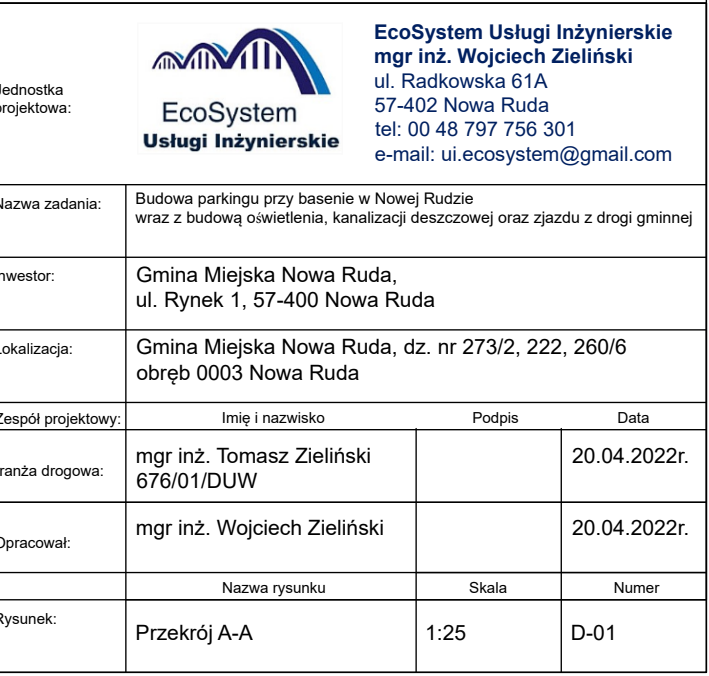 EcoSystem Usługi Inżynierskie
mgr inż. Wojciech Zieliński
ul. Radkowska 61A
57-402 Nowa Ruda
tel: 00 48 797 756 301
e-mail: ui.ecosystem@gmail.com
EcoSystem
Usługi Inżynierskie
Jednostka
projektowa:
Nazwa zadania:
Budowa parkingu przy basenie w Nowej Rudzie
wraz z budową oświetlenia, kanalizacji deszczowej oraz zjazdu z drogi gminnej
Inwestor:
Gmina Miejska Nowa Ruda,
ul. Rynek 1, 57-400 Nowa Ruda
Lokalizacja:
Gmina Miejska Nowa Ruda, dz. nr 273/2, 222, 260/6
obręb 0003 Nowa Ruda
Zespół projektowy: Imię i nazwisko Podpis Data
ranża drogowa:
mgr inż. Tomasz Zieliński 20.04.2022r.
676/01/DUW
Opracował:
mgr inż. Wojciech Zieliński 20.04.2022r.
Nazwa rysunku Skala Numer
Rysunek:
Przekrój A-A 1:25 D-01